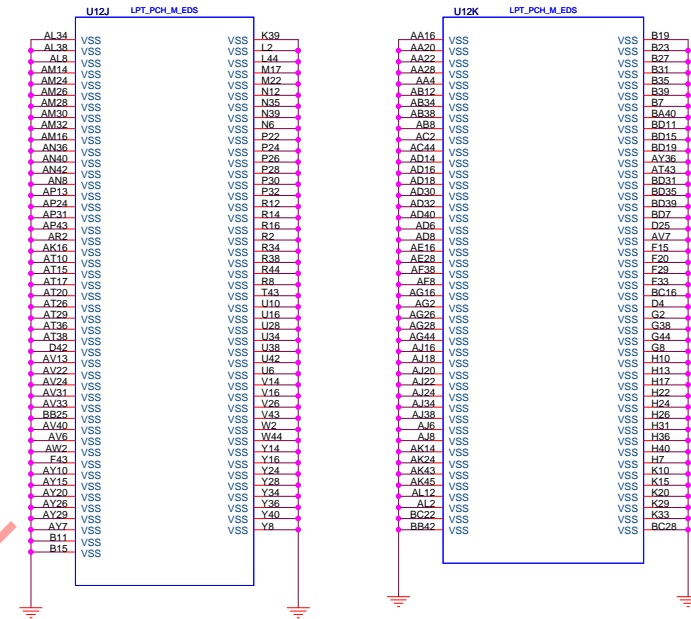 U12J LPT_PCH_M_EDS
AL34 VSS VSS K39
AL38 VSS VSS L2
AL8 VSS VSS L44
AM14 VSS VSS M17
AM24 VSS VSS M22
AM26 VSS VSS N12
AM28 VSS VSS N35
AM30 VSS VSS N39
AM32 VSS VSS N6
AM16 VSS VSS P22
AN36 VSS VSS P24
AN40 VSS VSS P26
AN42 VSS VSS P28
AN8 VSS VSS P30
AP13 VSS VSS P32
AP24 VSS VSS R12
AP31 VSS VSS R14
AP43 VSS VSS R16
AR2 VSS VSS R2
AK16 VSS VSS R34
AT10 VSS VSS R38
AT15 VSS VSS R44
AT17 VSS VSS R8
AT20 VSS VSS T43
AT26 VSS VSS U10
AT29 VSS VSS U16
AT36 VSS VSS U28
AT38 VSS VSS U34
D42 VSS VSS U38
AV13 VSS VSS U42
AV22 VSS VSS U6
AV24 VSS VSS V14
AV31 VSS VSS V16
AV33 VSS VSS V26
BB25 VSS VSS V43
AV40 VSS VSS W2
AV6 VSS VSS W44
AW2 VSS VSS Y14
F43 VSS VSS Y16
AY10 VSS VSS Y24
AY15 VSS VSS Y28
AY20 VSS VSS Y34
AY26 VSS VSS Y36
AY29 VSS VSS Y40
AY7 VSS VSS Y8
B11 VSS
B15 VSS
U12K LPT_PCH_M_EDS
AA16 VSS VSS B19
AA20 VSS VSS B23
AA22 VSS VSS B27
AA28 VSS VSS B31
AA4 VSS VSS B35
AB12 VSS VSS B39
AB34 VSS VSS B7
AB38 VSS VSS BA40
AB8 VSS VSS BD11
AC2 VSS VSS BD15
AC44 VSS VSS BD19
AD14 VSS VSS AY36
AD16 VSS VSS AT43
AD18 VSS VSS BD31
AD30 VSS VSS BD35
AD32 VSS VSS BD39
AD40 VSS VSS BD7
AD6 VSS VSS D25
AD8 VSS VSS AV7
AE16 VSS VSS F15
AE28 VSS VSS F20
AF38 VSS VSS F29
AF8 VSS VSS F33
AG16 VSS VSS BC16
AG2 VSS VSS D4
AG26 VSS VSS G2
AG28 VSS VSS G38
AG44 VSS VSS G44
AJ16 VSS VSS G8
AJ18 VSS VSS H10
AJ20 VSS VSS H13
AJ22 VSS VSS H17
AJ24 VSS VSS H22
AJ34 VSS VSS H24
AJ38 VSS VSS H26
AJ6 VSS VSS H31
AJ8 VSS VSS H36
AK14 VSS VSS H40
AK24 VSS VSS H7
AK43 VSS VSS K10
AK45 VSS VSS K15
AL12 VSS VSS K20
AL2 VSS VSS K29
BC22 VSS VSS K33
BB42 VSS VSS BC28